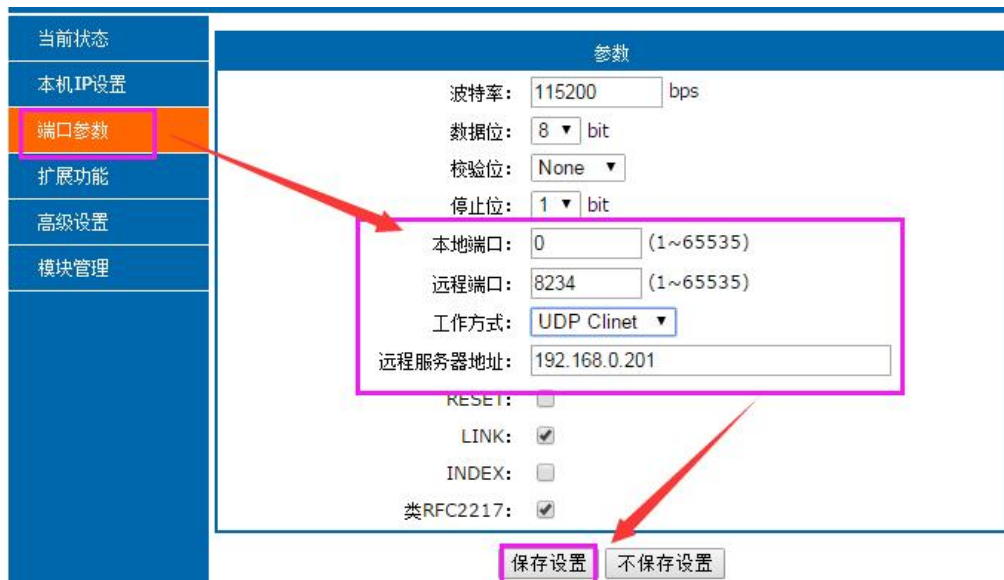 当前状态
本机IP设置
端口参数
扩展功能
高级设置
模块管理
参数
波特率： 115200 bps
数据位： 8 bit
校验位： None
停止位： 1 bit
本地端口： 0 (1~65535)
远程端口： 8234 (1~65535)
工作方式： UDP Clinet
远程服务器地址： 192.168.0.201
RESET：
LINK：
INDEX：
类RFC2217：
保存设置 不保存设置